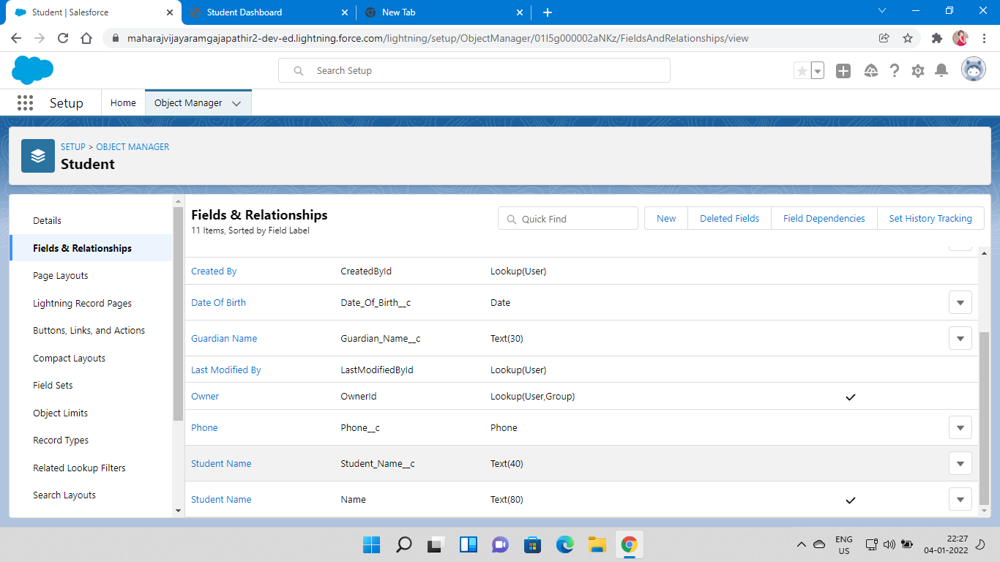 Student | Salesforce
Student Dashboard
New Tab
maharajvijayaramgajapathir2-dev-ed.lightning.force.com/lightning/setup/ObjectManager/01I5g000002aNKz/FieldsAndRelationships/view
Search Setup
Setup
Home
Object Manager
SETUP > OBJECT MANAGER
Student
Details
Fields & Relationships
Page Layouts
Lightning Record Pages
Buttons, Links, and Actions
Compact Layouts
Field Sets
Object Limits
Record Types
Related Lookup Filters
Search Layouts
Fields & Relationships
11 Items, Sorted by Field Label
Quick Find
New
Deleted Fields
Field Dependencies
Set History Tracking
Created By CreatedById Lookup(User)
Date Of Birth Date_Of_Birth__c Date
Guardian Name Guardian_Name__c Text(30)
Last Modified By LastModifiedById Lookup(User)
Owner OwnerId Lookup(User,Group)
Phone Phone__c Phone
Student Name Student_Name__c Text(40)
Student Name Name Text(80)
ENG
US
22:27
04-01-2022